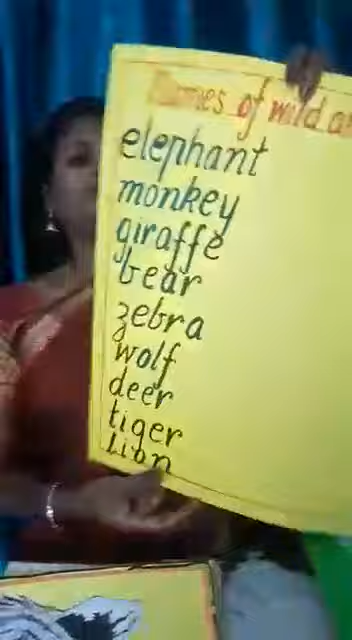 Names of wild a
elephant
monkey
giraffe
bear
zebra
wolf
deer
tiger
Lion